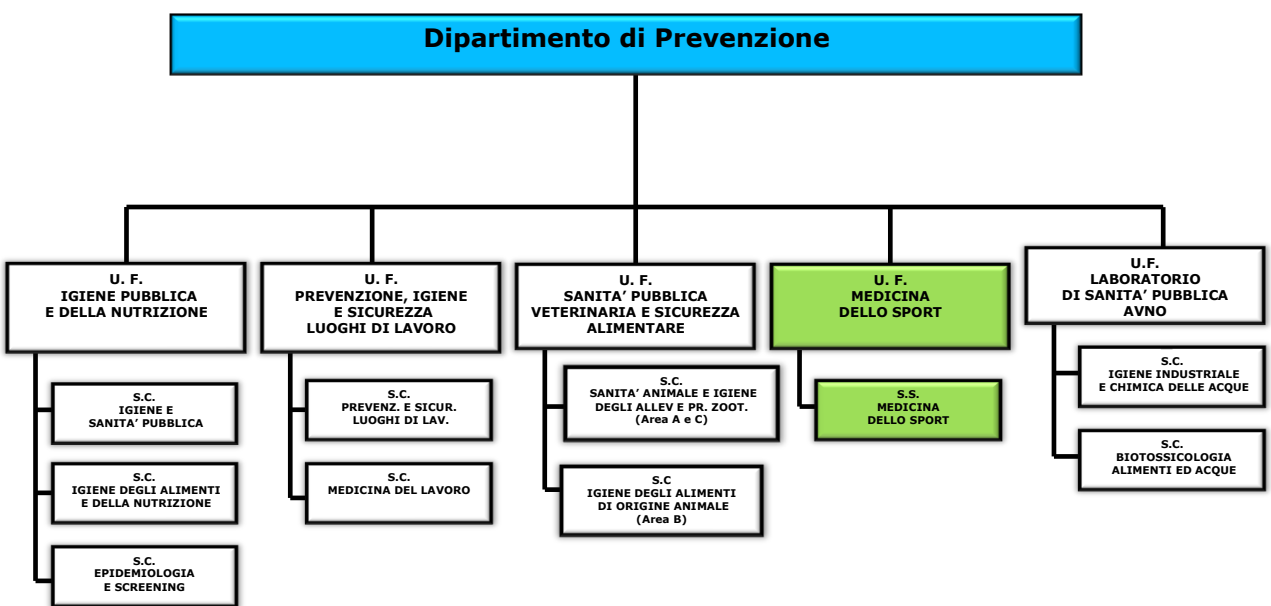 Dipartimento di Prevenzione
U. F.
IGIENE PUBBLICA
E DELLA NUTRIZIONE
S.C.
IGIENE E
SANITA’ PUBBLICA
S.C.
IGIENE DEGLI ALIMENTI
E DELLA NUTRIZIONE
S.C.
EPIDEMIOLOGIA
E SCREENING
U. F.
PREVENZIONE, IGIENE
E SICUREZZA
LUOGHI DI LAVORO
S.C.
PREVENZ. E SICUR.
LUOGHI DI LAV.
S.C.
MEDICINA DEL LAVORO
U. F.
SANITA’ PUBBLICA
VETERINARIA E SICUREZZA
ALIMENTARE
S.C.
SANITA’ ANIMALE E IGIENE
DEGLI ALLEV E PR. ZOOT.
(Area A e C)
S.C
IGIENE DEGLI ALIMENTI
DI ORIGINE ANIMALE
(Area B)
U. F.
MEDICINA
DELLO SPORT
S.S.
MEDICINA
DELLO SPORT
U.F.
LABORATORIO
DI SANITA’ PUBBLICA
AVNO
S.C.
IGIENE INDUSTRIALE
E CHIMICA DELLE ACQUE
S.C.
BIOTOSSICOLOGIA
ALIMENTI ED ACQUE